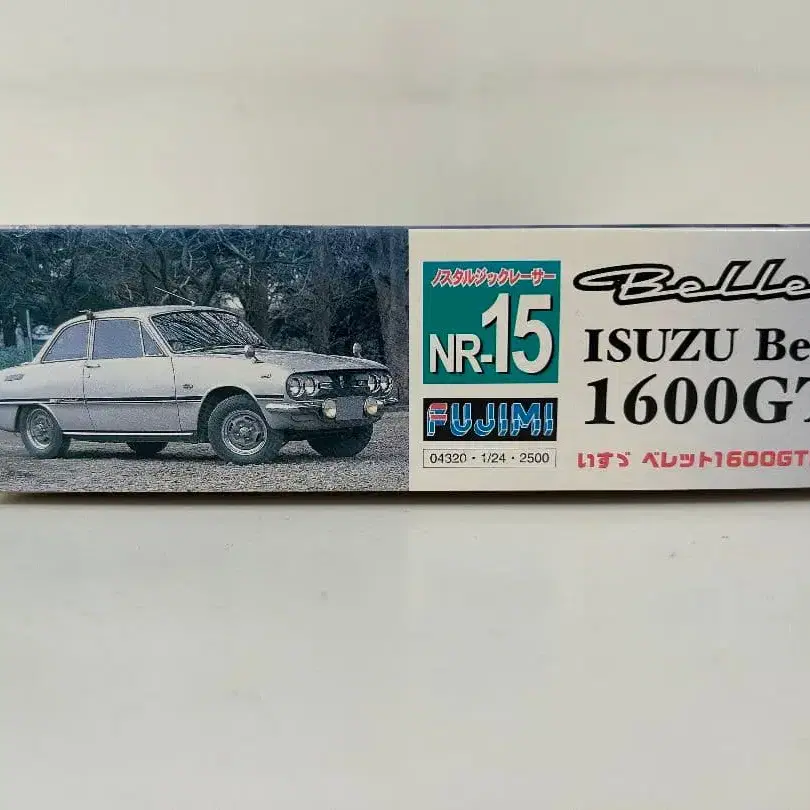 ノスタルジックレーサー
NR-15
FUJIMI
04320・1/24・2500
Belle
ISUZU Be
1600GT
いすゞ ベレット1600GT